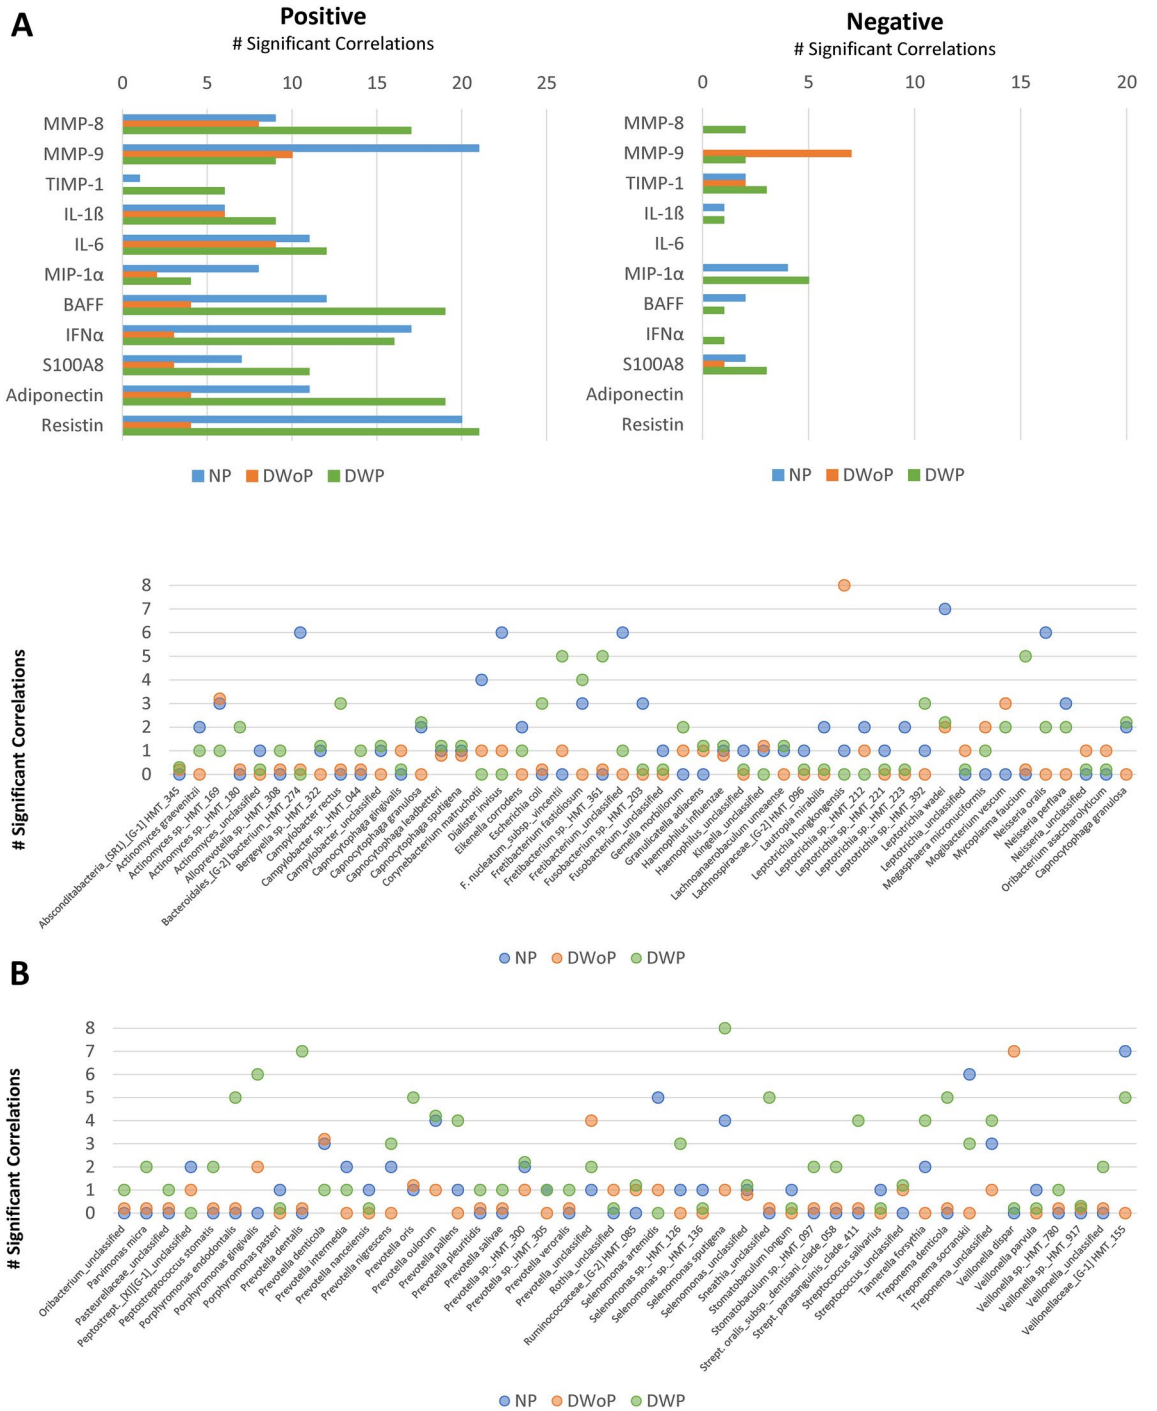 A
Positive
# Significant Correlations
0 5 10 15 20 25
MMP-8
MMP-9
TIMP-1
IL-1ß
IL-6
MIP-1α
BAFF
IFNα
S100A8
Adiponectin
Resistin
NP DWoP DWP
Negative
# Significant Correlations
0 5 10 15 20
MMP-8
MMP-9
TIMP-1
IL-1ß
IL-6
MIP-1α
BAFF
IFNα
S100A8
Adiponectin
Resistin
NP DWoP DWP
# Significant Correlations
8
7
6
5
4
3
2
1
0
Absconditabacteria_(SR1)_[G-1] HMT_345
Actinomyces graevenitzii
Actinomyces sp._HMT_169
Actinomyces sp._HMT_180
Actinomyces_unclassified
Alloprevotella sp._HMT_308
Bacteroidales_[G-2] bacterium_HMT_274
Bergeyella sp._HMT_322
Campylobacter rectus
Campylobacter sp._HMT_044
Campylobacter_unclassified
Capnocytophaga gingivalis
Capnocytophaga granulosa
Capnocytophaga leadbetteri
Capnocytophaga sputigena
Corynebacterium matruchotii
Dialister invisus
Eikenella corrodens
Escherichia coli
F. nucleatum_subsp._vincentii
Fretibacterium fastidiosum
Fretibacterium sp._HMT_361
Fretibacterium_unclassified
Fusobacterium sp._HMT_203
Fusobacterium_unclassified
Gemella morbillorum
Granulicatella adiacens
Haemophilus influenzae
Haemophilus_unclassified
Kingella_unclassified
Lachnoanaerobaculum umeaense
Lachnospiraceae_[G-2] HMT_096
Lautropia mirabilis
Leptotrichia hongkongensis
Leptotrichia sp._HMT_212
Leptotrichia sp._HMT_221
Leptotrichia sp._HMT_223
Leptotrichia sp._HMT_392
Leptotrichia wadei
Leptotrichia_unclassified
Megasphaera micronuciformis
Mogibacterium vescum
Mycoplasma faucium
Neisseria oralis
Neisseria perflava
Neisseria_unclassified
Oribacterium asaccharolyticum
Capnocytophaga granulosa
NP DWoP DWP
B
# Significant Correlations
8
7
6
5
4
3
2
1
0
Oribacterium_unclassified
Parvimonas micra
Pasteurellaceae_unclassified
Peptostrept._[XI][G-1]_unclassified
Peptostreptococcus stomatis
Porphyromonas endodontalis
Porphyromonas gingivalis
Porphyromonas pasteri
Prevotella dentalis
Prevotella denticola
Prevotella intermedia
Prevotella nanceiensis
Prevotella nigrescens
Prevotella oris
Prevotella oulorum
Prevotella pallens
Prevotella pleuritidis
Prevotella salivae
Prevotella sp._HMT_300
Prevotella sp._HMT_305
Prevotella veroralis
Prevotella_unclassified
Rothia_unclassified
Ruminococcaceae_[G-2] HMT_085
Selenomonas artemidis
Selenomonas sp._HMT_126
Selenomonas sp._HMT_136
Selenomonas sputigena
Selenomonas_unclassified
Sneathia_unclassified
Stomatobaculum longum
Stomatobaculum sp._HMT_097
Strept. oralis_subsp._dentisani_clade_058
Strept. parasanguinis_clade_411
Streptococcus salivarius
Streptococcus_unclassified
Tannerella forsythia
Treponema denticola
Treponema socranskii
Treponema_unclassified
Veillonella dispar
Veillonella parvula
Veillonella sp._HMT_780
Veillonella sp._HMT_917
Veillonella_unclassified
Veillonellaceae_[G-1] HMT_155
NP DWoP DWP